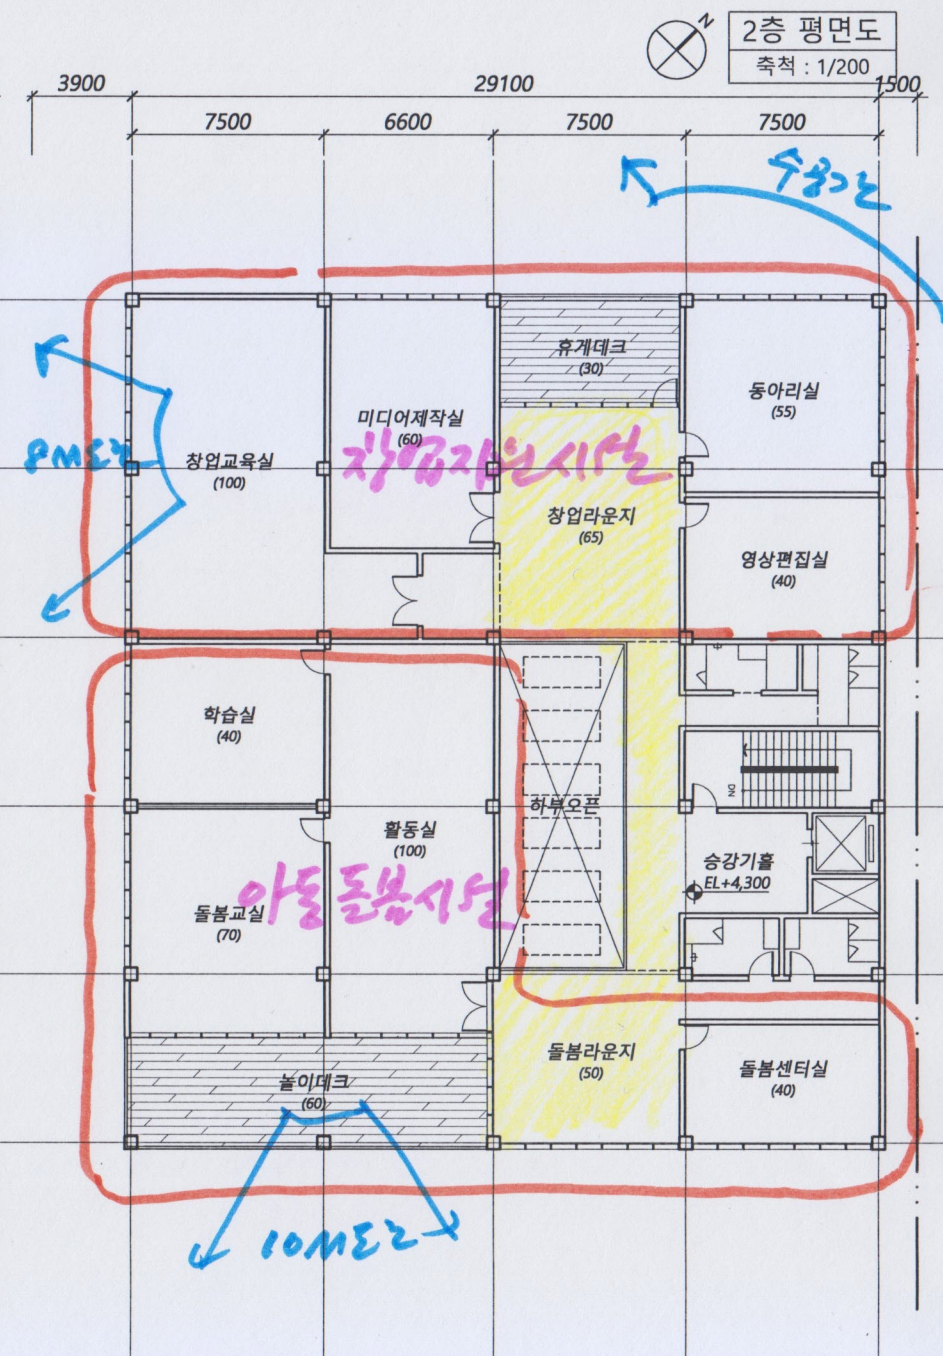 N
2층 평면도
축척 : 1/200
3900
29100
1500
7500
6600
7500
7500
수공간
휴게데크
(30)
동아리실
(55)
미디어제작실
(60)
창업지원시설
8M도로
창업교육실
(100)
창업라운지
(65)
영상편집실
(40)
학습실
(40)
DN
하부오픈
활동실
(100)
승강기홀
EL+4,300
아동돌봄시설
돌봄교실
(70)
돌봄라운지
(50)
돌봄센터실
(40)
놀이데크
(60)
10M도로